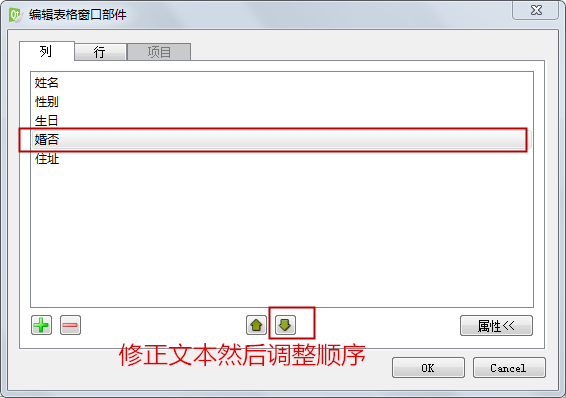 编辑表格窗口部件
列
行
项目
姓名
性别
生日
婚否
住址
属性<<
修正文本然后调整顺序
OK
Cancel